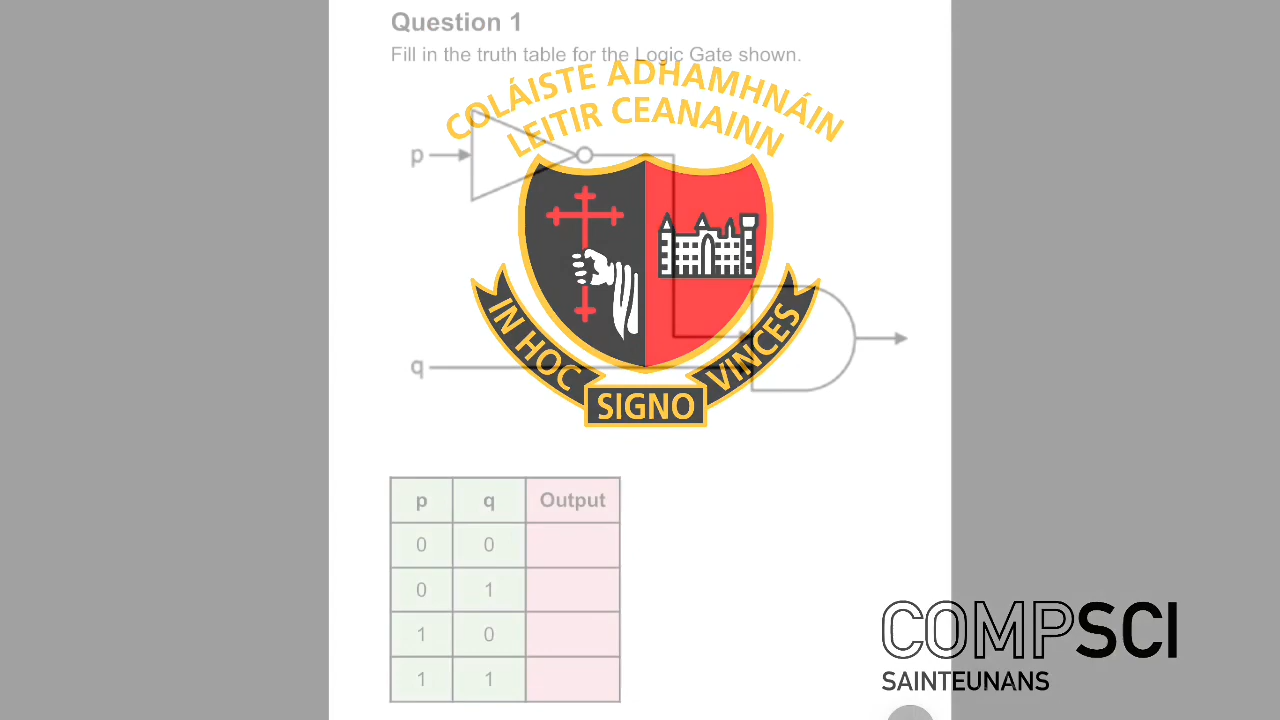 Question 1
Fill in the truth table for the Logic Gate shown.
COLÁISTE ADHAMHNÁIN
LEITIR CEANAINN
p
IN HOC
SIGNO
VINCES
q
p q Output
0 0
0 1
1 0
1 1
COMPSCI
SAINTEUNANS